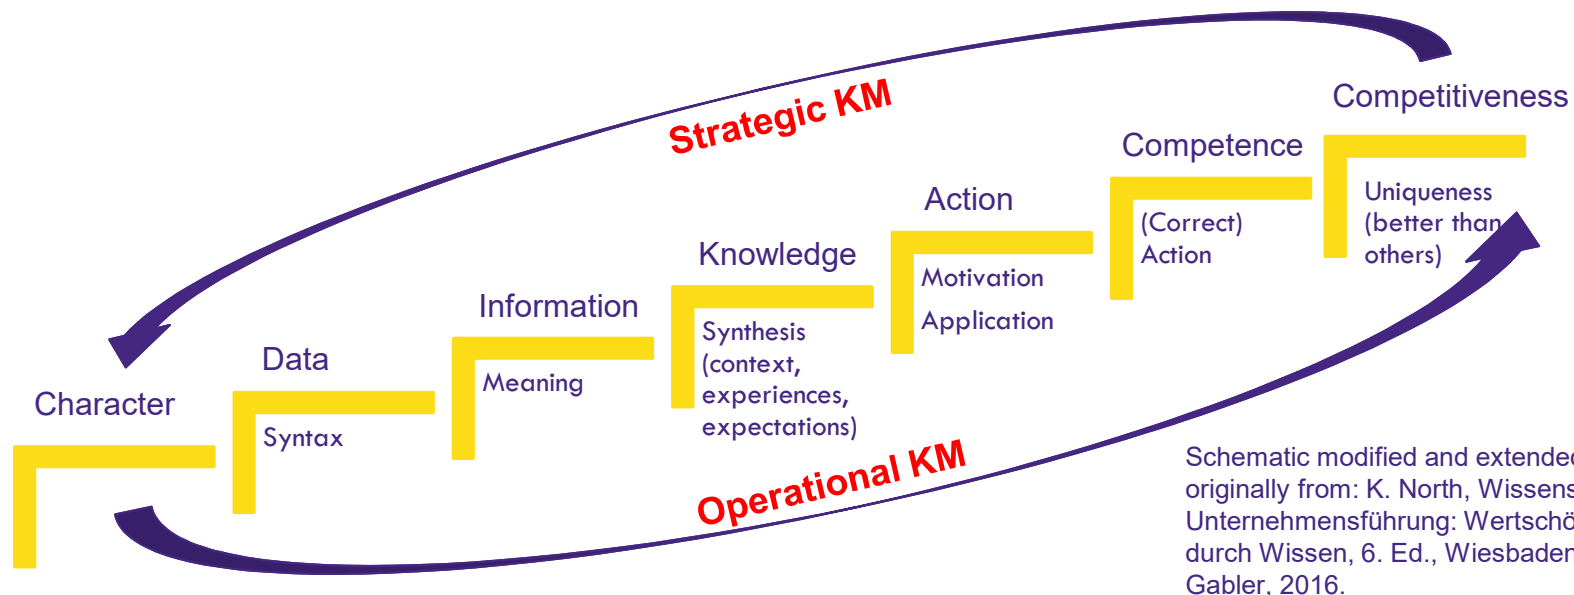 Strategic KM
Competitiveness
Uniqueness
(better than
others)
Competence
(Correct)
Action
Action
Motivation
Application
Knowledge
Synthesis
(context,
experiences,
expectations)
Information
Meaning
Data
Syntax
Character
Operational KM
Schematic modified and extended
originally from: K. North,
Unternehmensführung:
durch Wissen, 6. Ed., Wiesbaden
Gabler, 2016.